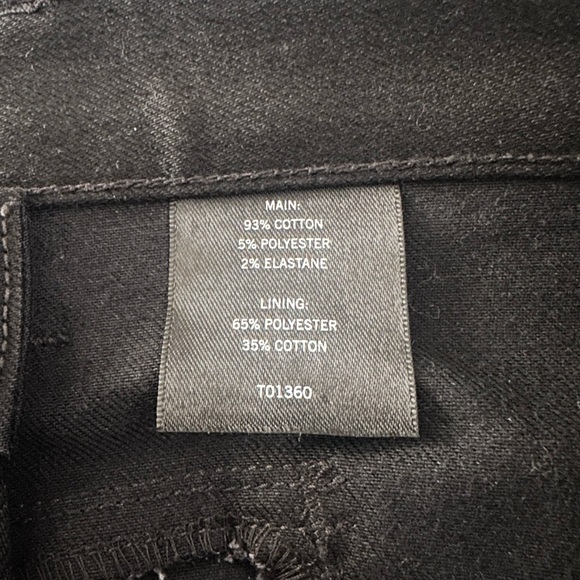 MAIN:
93% COTTON
5% POLYESTER
2% ELASTANE
LINING:
65% POLYESTER
35% COTTON
T01360